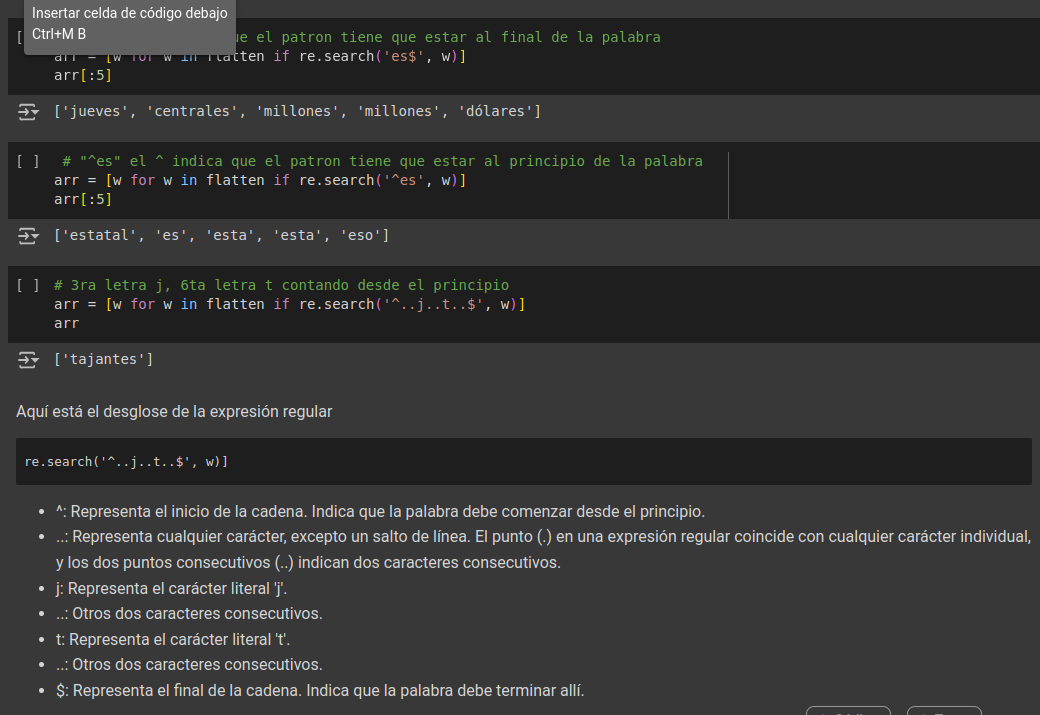 Insertar celda de código debajo
Ctrl+M B
[ ue el patron tiene que estar al final de la palabra
arr = [w for w in flatten if re.search('es$', w)]
arr[:5]
['jueves', 'centrales', 'millones', 'millones', 'dólares']
[ ] # "^es" el ^ indica que el patron tiene que estar al principio de la palabra
arr = [w for w in flatten if re.search('^es', w)]
arr[:5]
['estatal', 'es', 'esta', 'esta', 'eso']
[ ] # 3ra letra j, 6ta letra t contando desde el principio
arr = [w for w in flatten if re.search('^..j..t..$', w)]
arr
['tajantes']
Aquí está el desglose de la expresión regular
re.search('^..j..t..$', w)]
• ^: Representa el inicio de la cadena. Indica que la palabra debe comenzar desde el principio.
• ..: Representa cualquier carácter, excepto un salto de línea. El punto (.) en una expresión regular coincide con cualquier carácter individual,
y los dos puntos consecutivos (..) indican dos caracteres consecutivos.
• j: Representa el carácter literal 'j'.
• ..: Otros dos caracteres consecutivos.
• t: Representa el carácter literal 't'.
• ..: Otros dos caracteres consecutivos.
• $: Representa el final de la cadena. Indica que la palabra debe terminar allí.